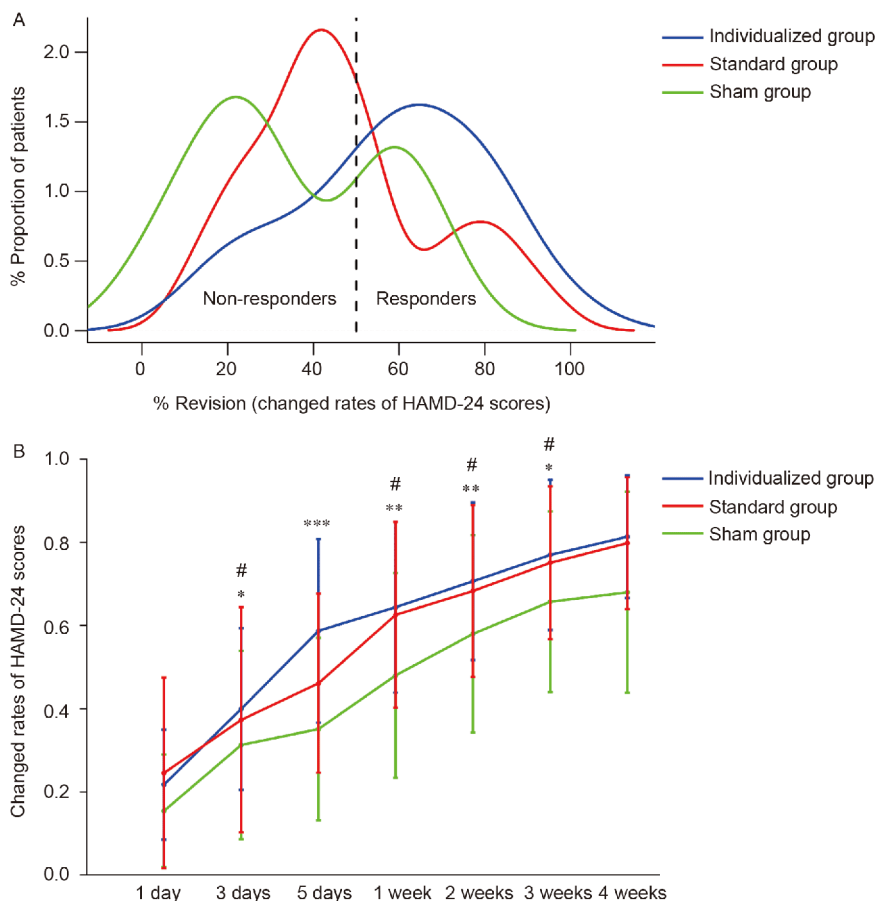 A
Individualized group
Standard group
Sham group
% Proportion of patients
2.0
1.5
1.0
0.5
0.0
Non-responders
Responders
0 20 40 60 80 100
% Revision (changed rates of HAMD-24 scores)
B
Individualized group
Standard group
Sham group
Changed rates of HAMD-24 scores
1.0
0.8
0.6
0.4
0.2
0.0
# # # #
* *** ** ** *
1 day 3 days 5 days 1 week 2 weeks 3 weeks 4 weeks